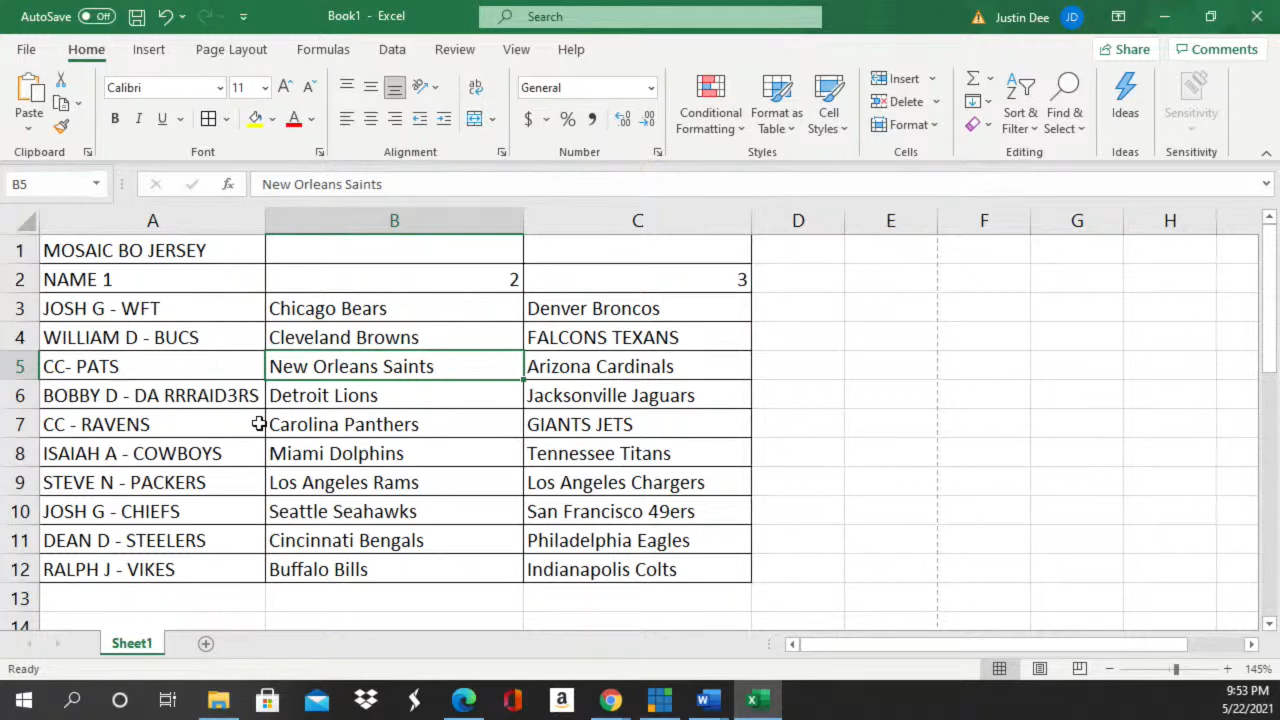 AutoSave Off Book1 - Excel Search Justin Dee JD
File Home Insert Page Layout Formulas Data Review View Help Share Comments
Paste Calibri 11 General Conditional Formatting Format as Table Cell Styles Insert Delete Format Sort & Filter Find & Select Ideas Sensitivity
B I U A $ %
Clipboard Font Alignment Number Styles Cells Editing Ideas Sensitivity
B5 fx New Orleans Saints
A B C D E F G H
1 MOSAIC BO JERSEY
2 NAME 1 2 3
3 JOSH G - WFT Chicago Bears Denver Broncos
4 WILLIAM D - BUCS Cleveland Browns FALCONS TEXANS
5 CC- PATS New Orleans Saints Arizona Cardinals
6 BOBBY D - DA RRRAID3RS Detroit Lions Jacksonville Jaguars
7 CC - RAVENS Carolina Panthers GIANTS JETS
8 ISAIAH A - COWBOYS Miami Dolphins Tennessee Titans
9 STEVE N - PACKERS Los Angeles Rams Los Angeles Chargers
10 JOSH G - CHIEFS Seattle Seahawks San Francisco 49ers
11 DEAN D - STEELERS Cincinnati Bengals Philadelphia Eagles
12 RALPH J - VIKES Buffalo Bills Indianapolis Colts
13
14
Sheet1
Ready 145%
9:53 PM
5/22/2021